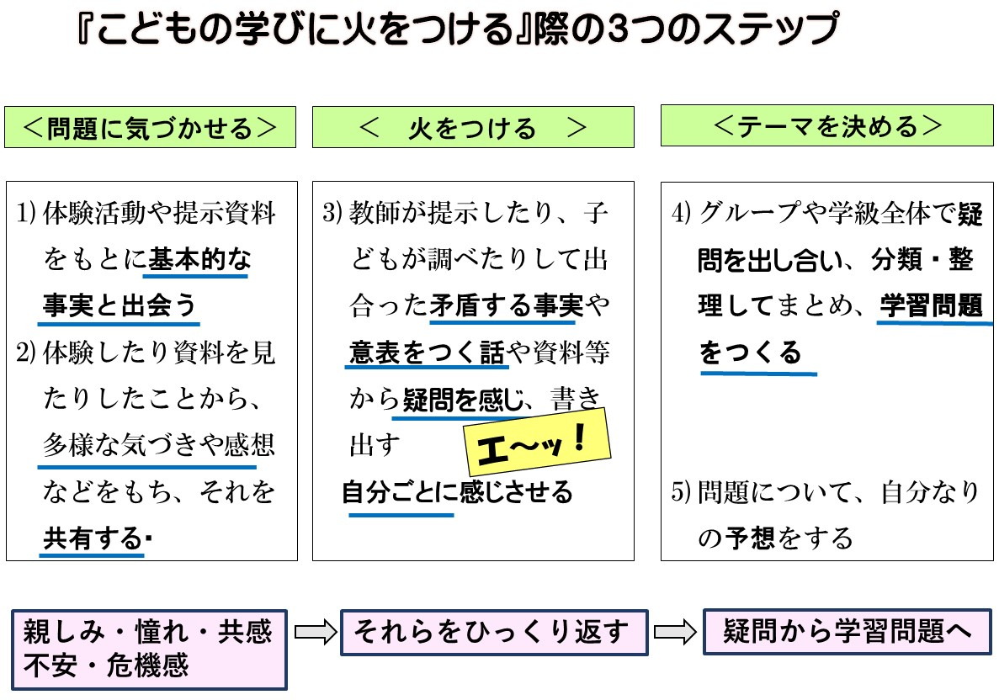 『こどもの学びに火をつける』際の3つのステップ
＜問題に気づかせる＞
1) 体験活動や提示資料
をもとに基本的な
事実と出会う
2) 体験したり資料を見
たりしたことから、
多様な気づきや感想
などをもち、それを
共有する・
＜　火をつける　＞
3) 教師が提示したり、子
どもが調べたりして出
合った矛盾する事実や
意表をつく話や資料等
から疑問を感じ、書き
出す
エ～ッ！
自分ごとに感じさせる
＜テーマを決める＞
4) グループや学級全体で疑
問を出し合い、分類・整
理してまとめ、学習問題
をつくる
5) 問題について、自分なり
の予想をする
親しみ・憧れ・共感
不安・危機感
それらをひっくり返す
疑問から学習問題へ